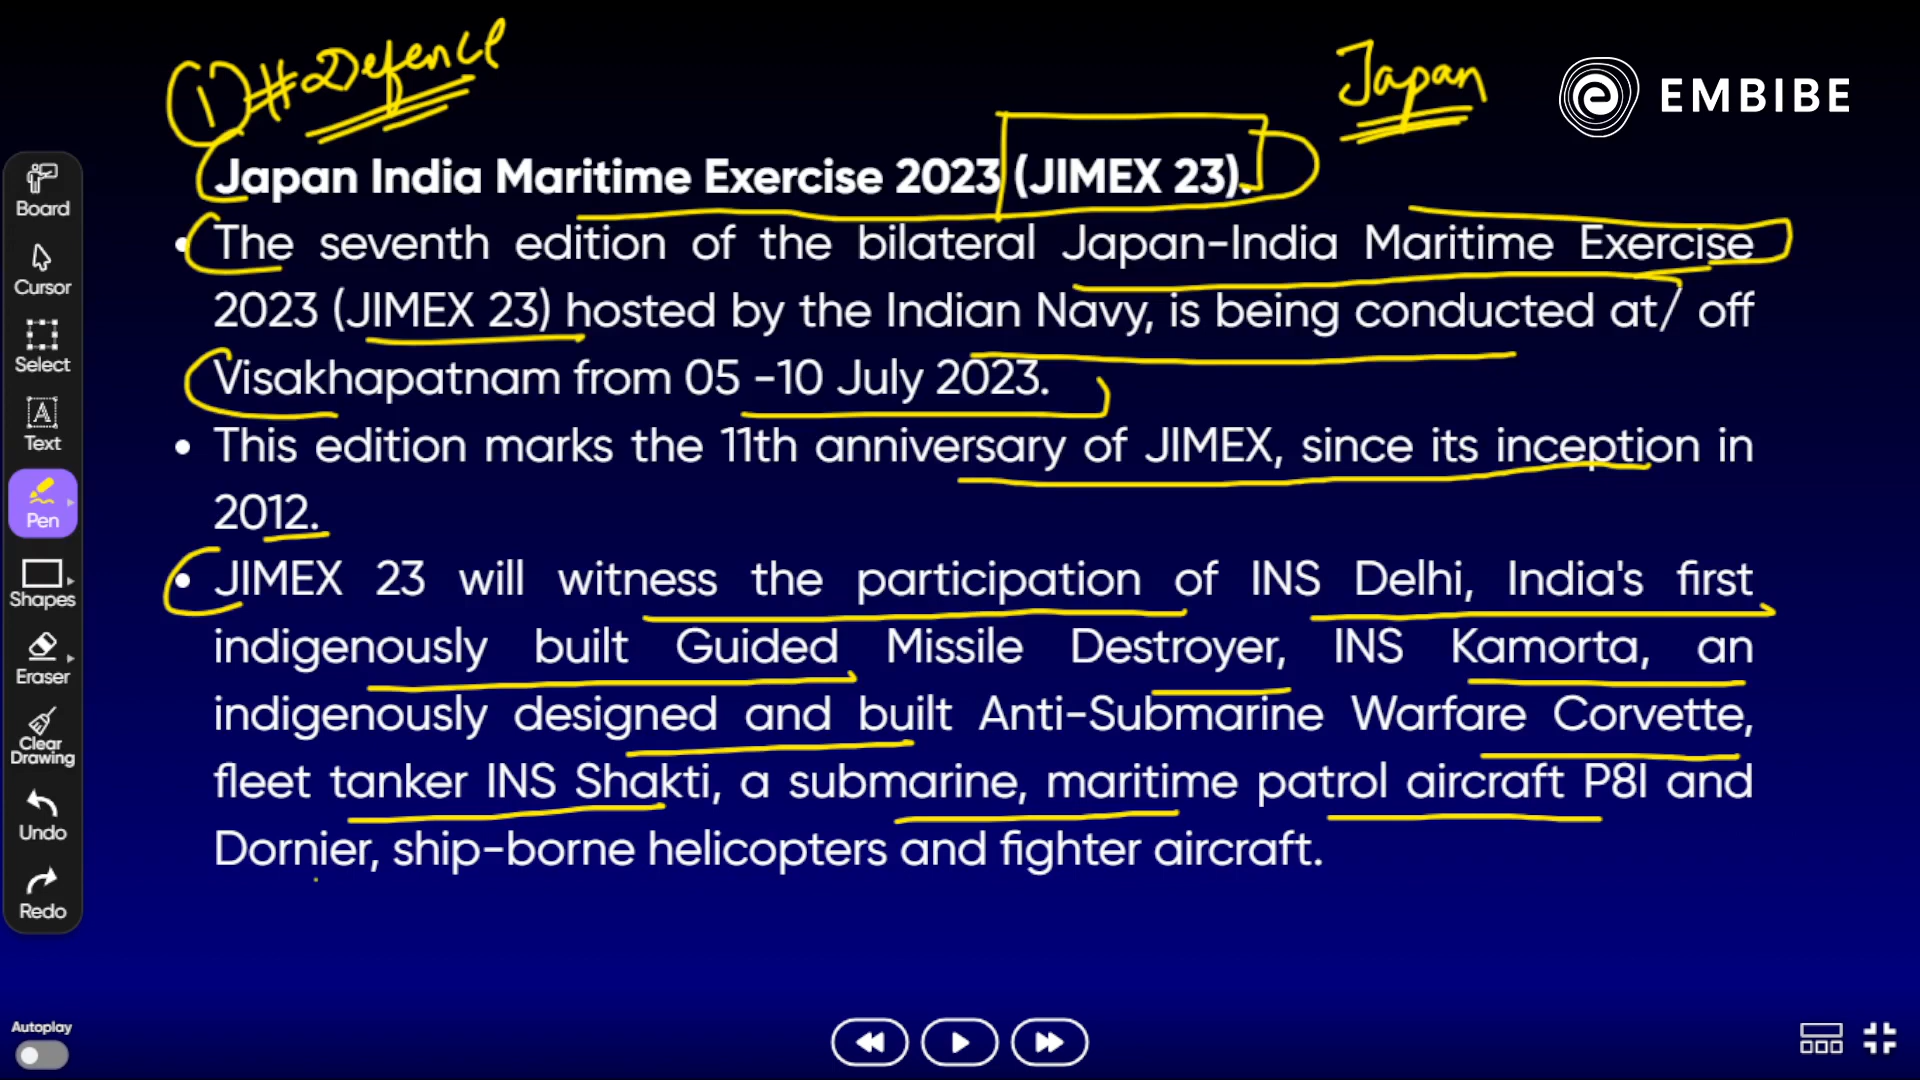 ① #Defence
Japan
EMBIBE
Japan India Maritime Exercise 2023 (JIMEX 23).
• The seventh edition of the bilateral Japan-India Maritime Exercise
2023 (JIMEX 23) hosted by the Indian Navy, is being conducted at/ off
Visakhapatnam from 05 -10 July 2023.
• This edition marks the 11th anniversary of JIMEX, since its inception in
2012.
• JIMEX 23 will witness the participation of INS Delhi, India's first
indigenously built Guided Missile Destroyer, INS Kamorta, an
indigenously designed and built Anti-Submarine Warfare Corvette,
fleet tanker INS Shakti, a submarine, maritime patrol aircraft P8I and
Dornier, ship-borne helicopters and fighter aircraft.
Board
Cursor
Select
Text
Pen
Shapes
Eraser
Clear
Drawing
Undo
Redo
Autoplay